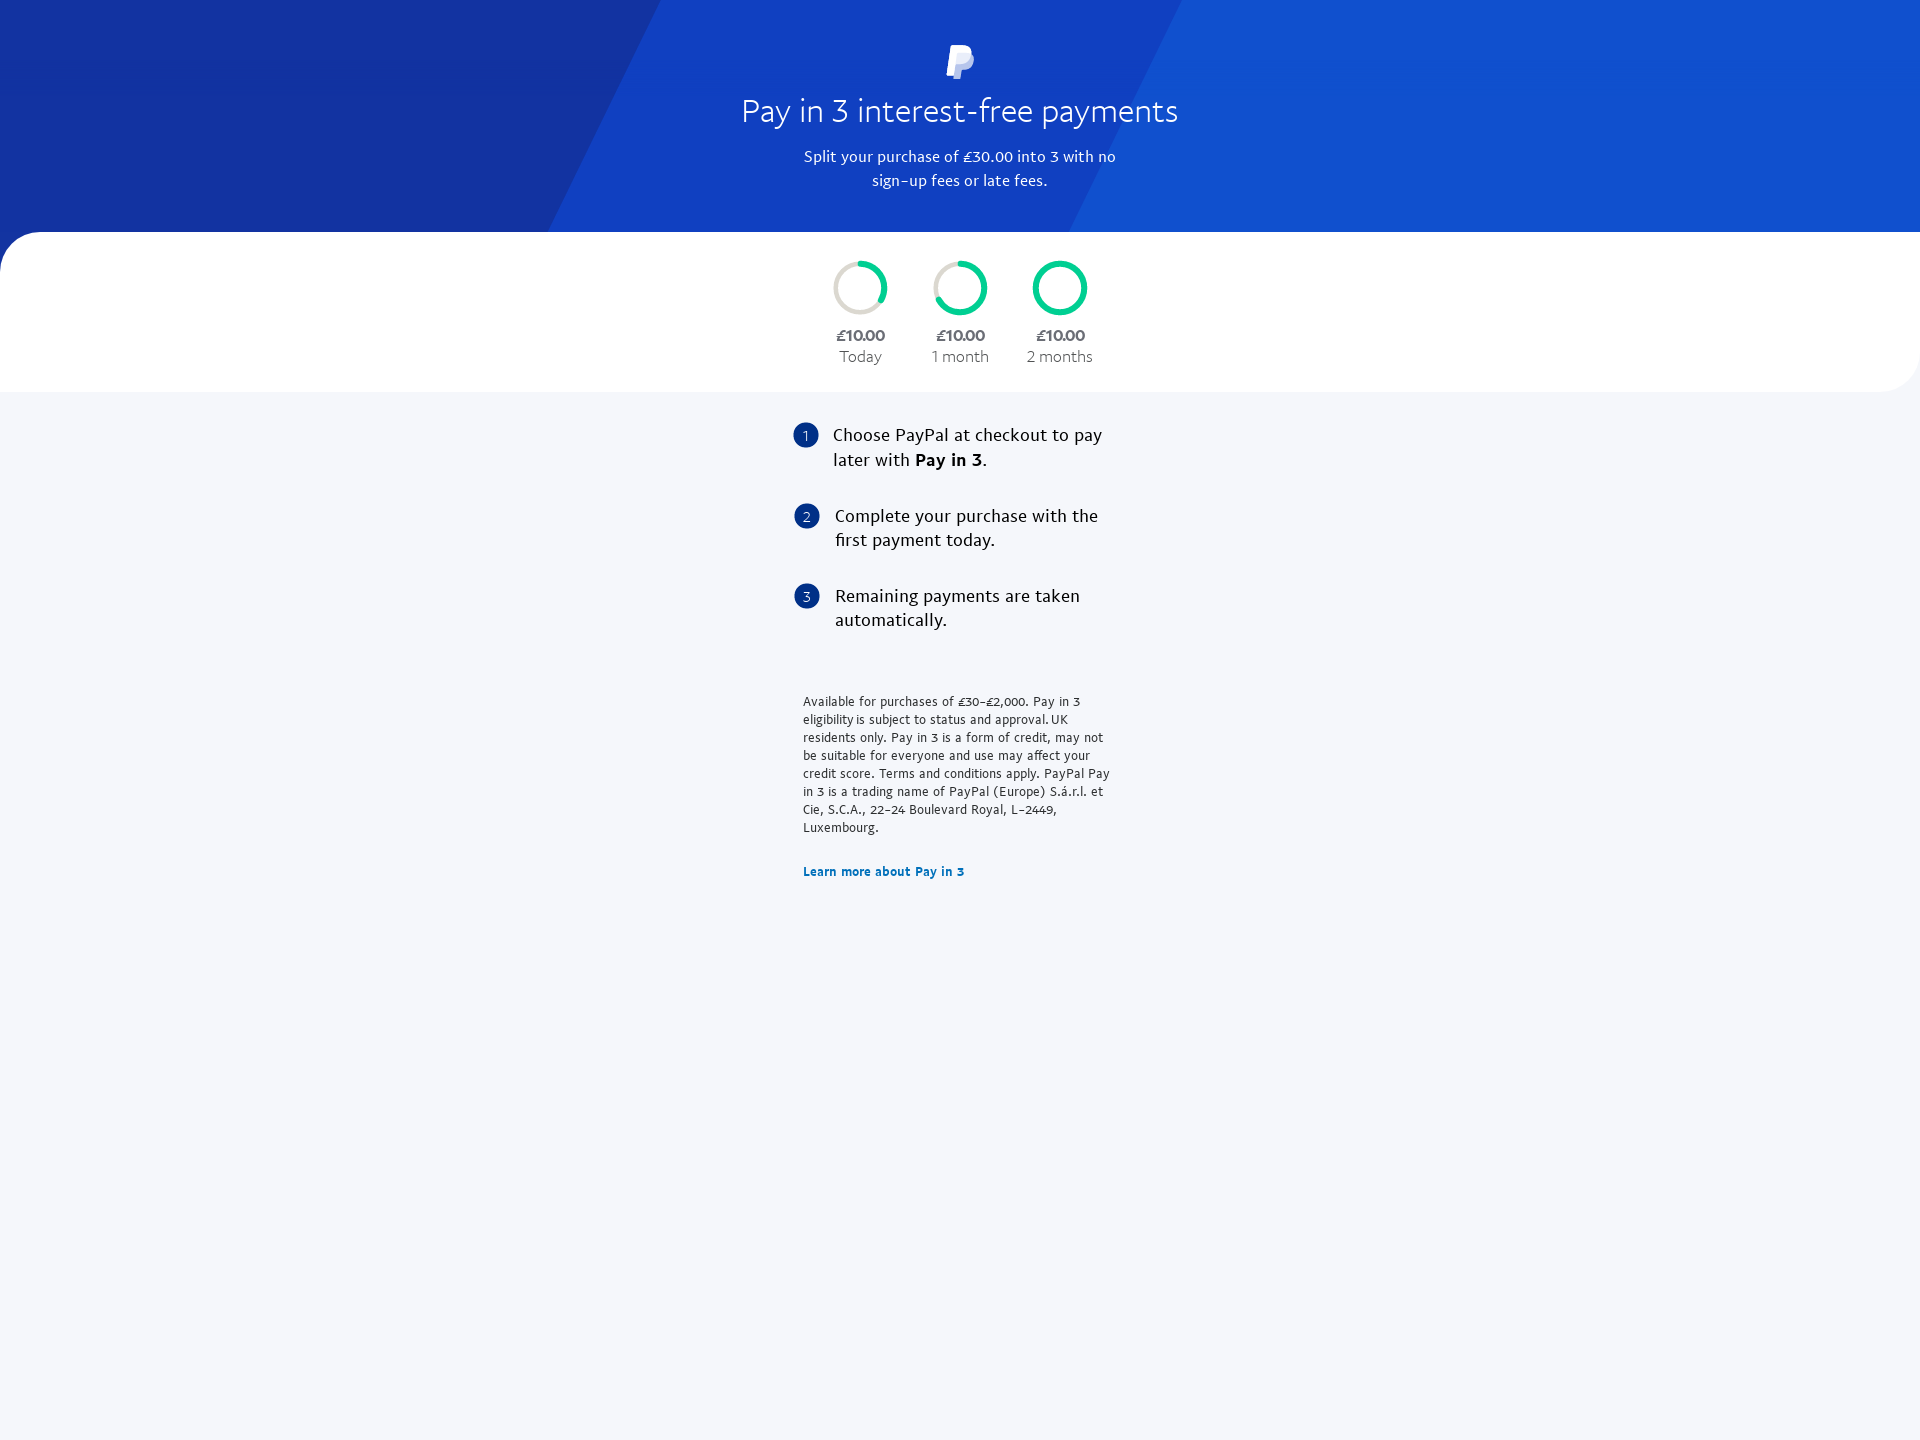 Pay in 3 interest-free payments
Split your purchase of £30.00 into 3 with no
sign-up fees or late fees.
£10.00
Today
£10.00
1 month
£10.00
2 months
1
Choose PayPal at checkout to pay
later with Pay in 3.
2
Complete your purchase with the
first payment today.
3
Remaining payments are taken
automatically.
Available for purchases of £30-£2,000. Pay in 3
eligibility is subject to status and approval. UK
residents only. Pay in 3 is a form of credit, may not
be suitable for everyone and use may affect your
credit score. Terms and conditions apply. PayPal Pay
in 3 is a trading name of PayPal (Europe) S.á.r.l. et
Cie, S.C.A., 22-24 Boulevard Royal, L-2449,
Luxembourg.
Learn more about Pay in 3